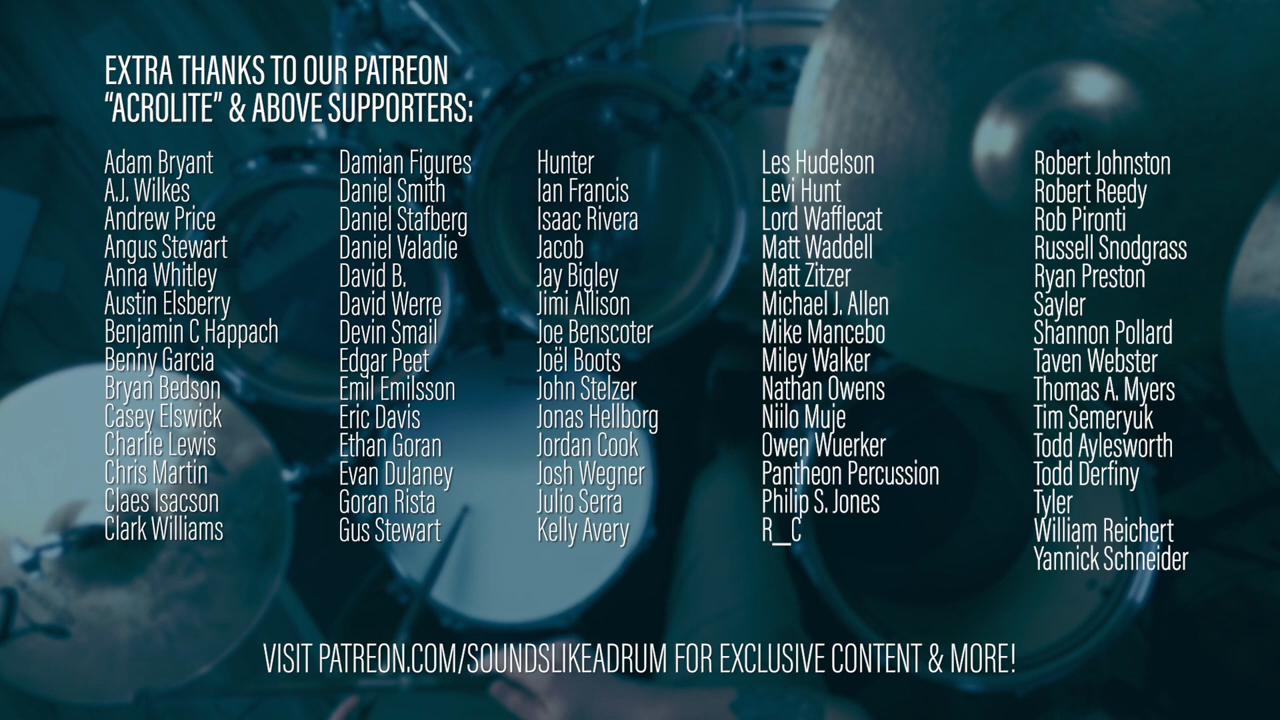 EXTRA THANKS TO OUR PATREON
“ACROLITE” & ABOVE SUPPORTERS:
Adam Bryant
A.J. Wilkes
Andrew Price
Angus Stewart
Anna Whitley
Austin Elsberry
Benjamin C Happach
Benny Garcia
Bryan Bedson
Casey Elswick
Charlie Lewis
Chris Martin
Claes Isacson
Clark Williams
Damian Figures
Daniel Smith
Daniel Stafberg
Daniel Valadie
David B.
David Werre
Devin Smail
Edgar Peet
Emil Emilsson
Eric Davis
Ethan Goran
Evan Dulaney
Goran Rista
Gus Stewart
Hunter
Ian Francis
Isaac Rivera
Jacob
Jay Bigley
Jimi Allison
Joe Benscoter
Joël Boots
John Stelzer
Jonas Hellborg
Jordan Cook
Josh Wegner
Julio Serra
Kelly Avery
Les Hudelson
Levi Hunt
Lord Wafflecat
Matt Waddell
Matt Zitzer
Michael J. Allen
Mike Mancebo
Miley Walker
Nathan Owens
Niilo Muje
Owen Wuerker
Pantheon Percussion
Philip S. Jones
R__C
Robert Johnston
Robert Reedy
Rob Pironti
Russell Snodgrass
Ryan Preston
Sayler
Shannon Pollard
Taven Webster
Thomas A. Myers
Tim Semeryuk
Todd Aylesworth
Todd Derfiny
Tyler
William Reichert
Yannick Schneider
VISIT PATREON.COM/SOUNDSLIKEADRUM FOR EXCLUSIVE CONTENT & MORE!